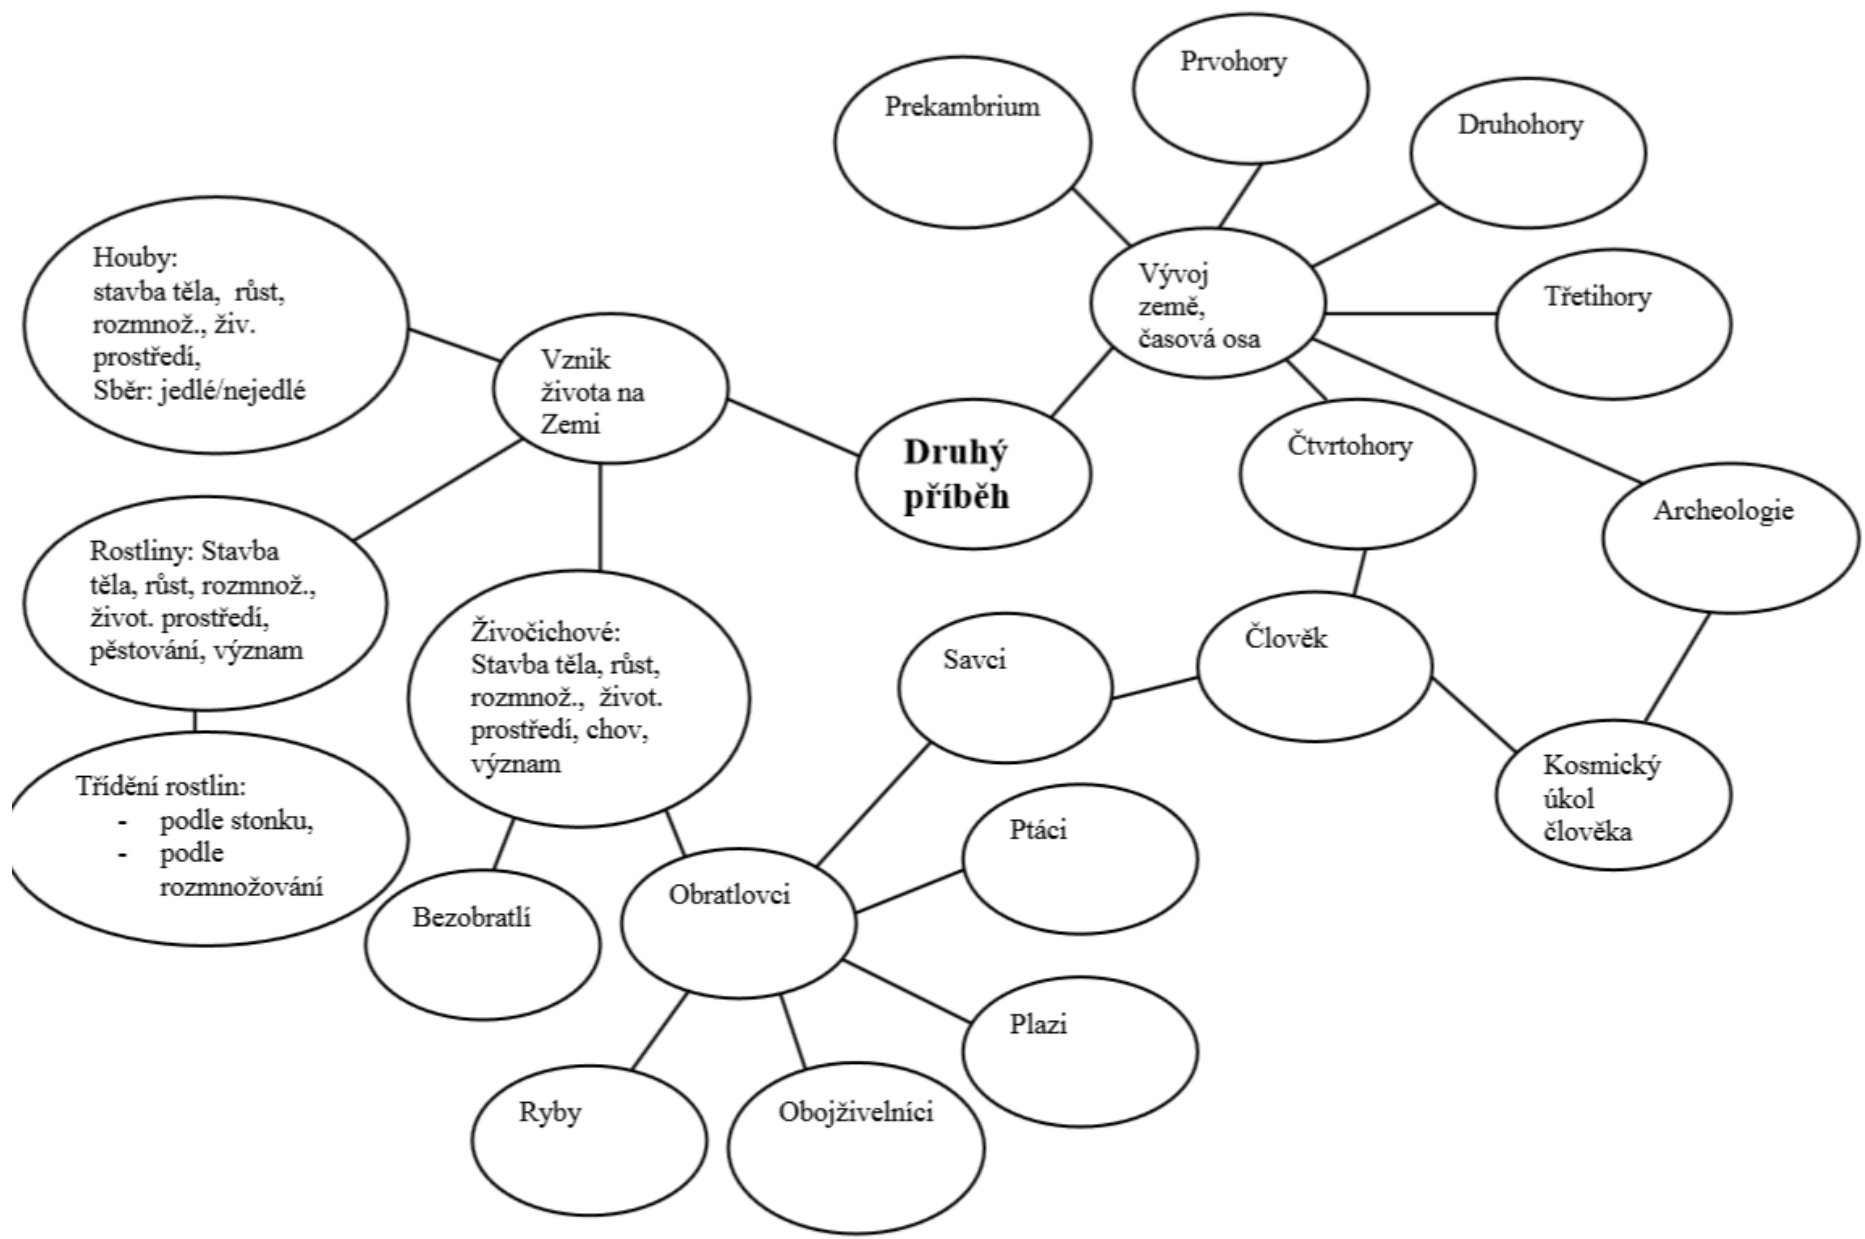 Prvohory
Prekambrium
Druhohory
Vývoj
země,
časová osa
Třetihory
Houby:
stavba těla, růst,
rozmnož., živ.
prostředí,
Sběr: jedlé/nejedlé
Vznik
života na
Zemi
Druhý
příběh
Čtvrtohory
Archeologie
Rostliny: Stavba
těla, růst, rozmnož.,
život. prostředí,
pěstování, význam
Živočichové:
Stavba těla, růst,
rozmnož., život.
prostředí, chov,
význam
Savci
Člověk
Kosmický
úkol
člověka
Třídění rostlin:
- podle stonku,
- podle
rozmnožování
Bezobratlí
Obratlovci
Ptáci
Plazi
Ryby
Obojživelníci